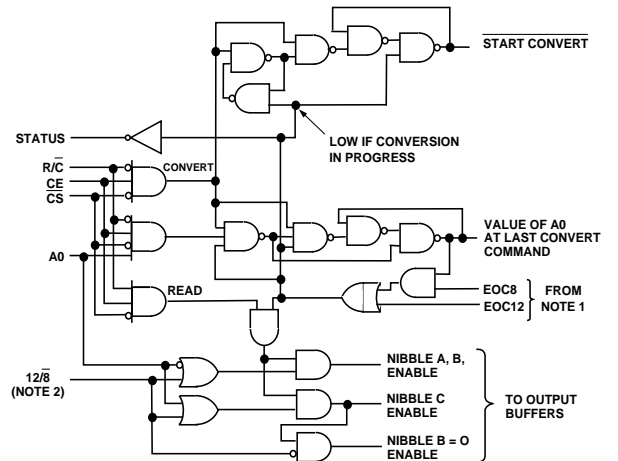 START CONVERT
STATUS
LOW IF CONVERSION
IN PROGRESS
R/C̅
CONVERT
CE
C̅S̅
A0
VALUE OF A0
AT LAST CONVERT
COMMAND
READ
EOC8
EOC12
FROM
NOTE 1
12/8̅
(NOTE 2)
NIBBLE A, B,
ENABLE
NIBBLE C
ENABLE
NIBBLE B = O
ENABLE
TO OUTPUT
BUFFERS